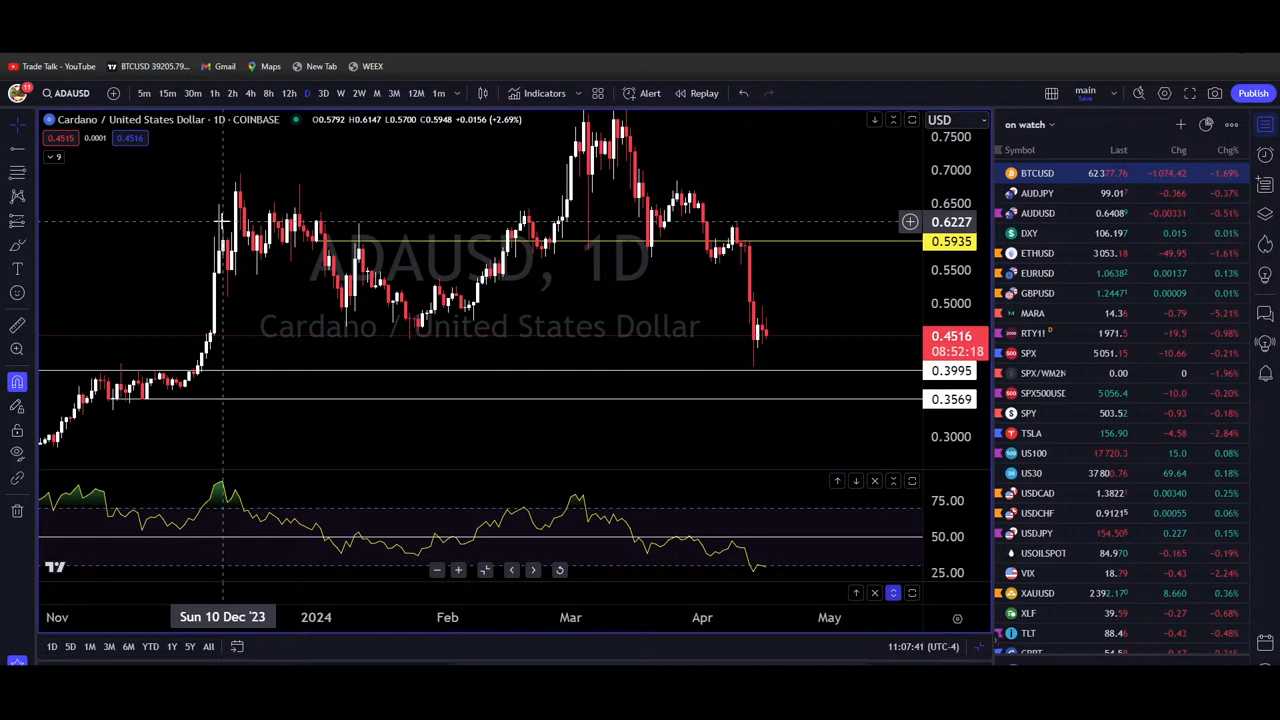 Trade Talk - YouTube BTCUSD 39205.79... Gmail Maps New Tab WEEX
11 ADAUSD 5m 15m 30m 1h 2h 4h 8h 12h D 3D W 2W M 3M 12M 1m Indicators Alert Replay main Save Publish
Cardano / United States Dollar · 1D · COINBASE O0.5792 H0.6147 L0.5700 C0.5948 +0.0156 (+2.69%) USD on watch
0.4515 0.0001 0.4516
9
Symbol Last Chg Chg%
0.7500
0.7000
0.6500
0.6227
0.5935
0.5500
0.5000
0.4516
08:52:18
0.3995
0.3569
0.3000
ADAUSD, 1D
Cardano / United States Dollar
75.00
50.00
25.00
BTCUSD 62377.76 -1074.42 -1.69%
AUDJPY 99.017 -0.366 -0.37%
AUDUSD 0.64089 -0.00331 -0.51%
DXY 106.197 0.015 0.01%
ETHUSD 3053.18 -49.95 -1.61%
EURUSD 1.06382 0.00137 0.13%
GBPUSD 1.24471 0.00009 0.01%
MARA 14.36 -0.79 -5.21%
RTY1! D 1971.5 -19.5 -0.98%
SPX 5051.15 -10.66 -0.21%
SPX/WM2N 0.00 0 -1.96%
SPX500USD 5056.4 -10.0 -0.20%
SPY 503.52 -0.93 -0.18%
TSLA 156.90 -4.58 -2.84%
US100 17720.3 15.0 0.08%
US30 37800.76 69.64 0.18%
USDCAD 1.38221 0.00340 0.25%
USDCHF 0.91215 0.00055 0.06%
USDJPY 154.505 0.227 0.15%
USOILSPOT 84.970 -0.165 -0.19%
VIX 18.79 -0.43 -2.24%
XAUUSD 2392.170 8.660 0.36%
XLF 39.59 -0.27 -0.68%
TLT 88.46 -0.43 -0.48%
Nov Sun 10 Dec '23 2024 Feb Mar Apr May
1D 5D 1M 3M 6M YTD 1Y 5Y All 11:07:41 (UTC-4)